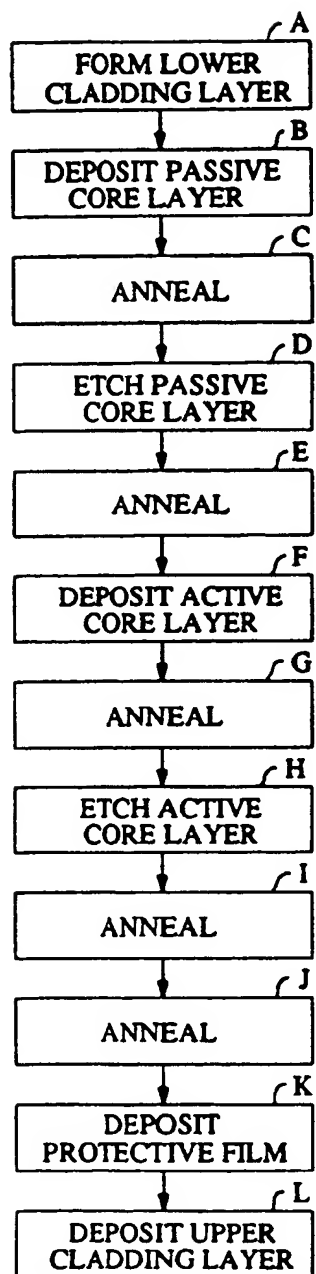 A
FORM LOWER
CLADDING LAYER
B
DEPOSIT PASSIVE
CORE LAYER
C
ANNEAL
D
ETCH PASSIVE
CORE LAYER
E
ANNEAL
F
DEPOSIT ACTIVE
CORE LAYER
G
ANNEAL
H
ETCH ACTIVE
CORE LAYER
I
ANNEAL
J
ANNEAL
K
DEPOSIT
PROTECTIVE FILM
L
DEPOSIT UPPER
CLADDING LAYER